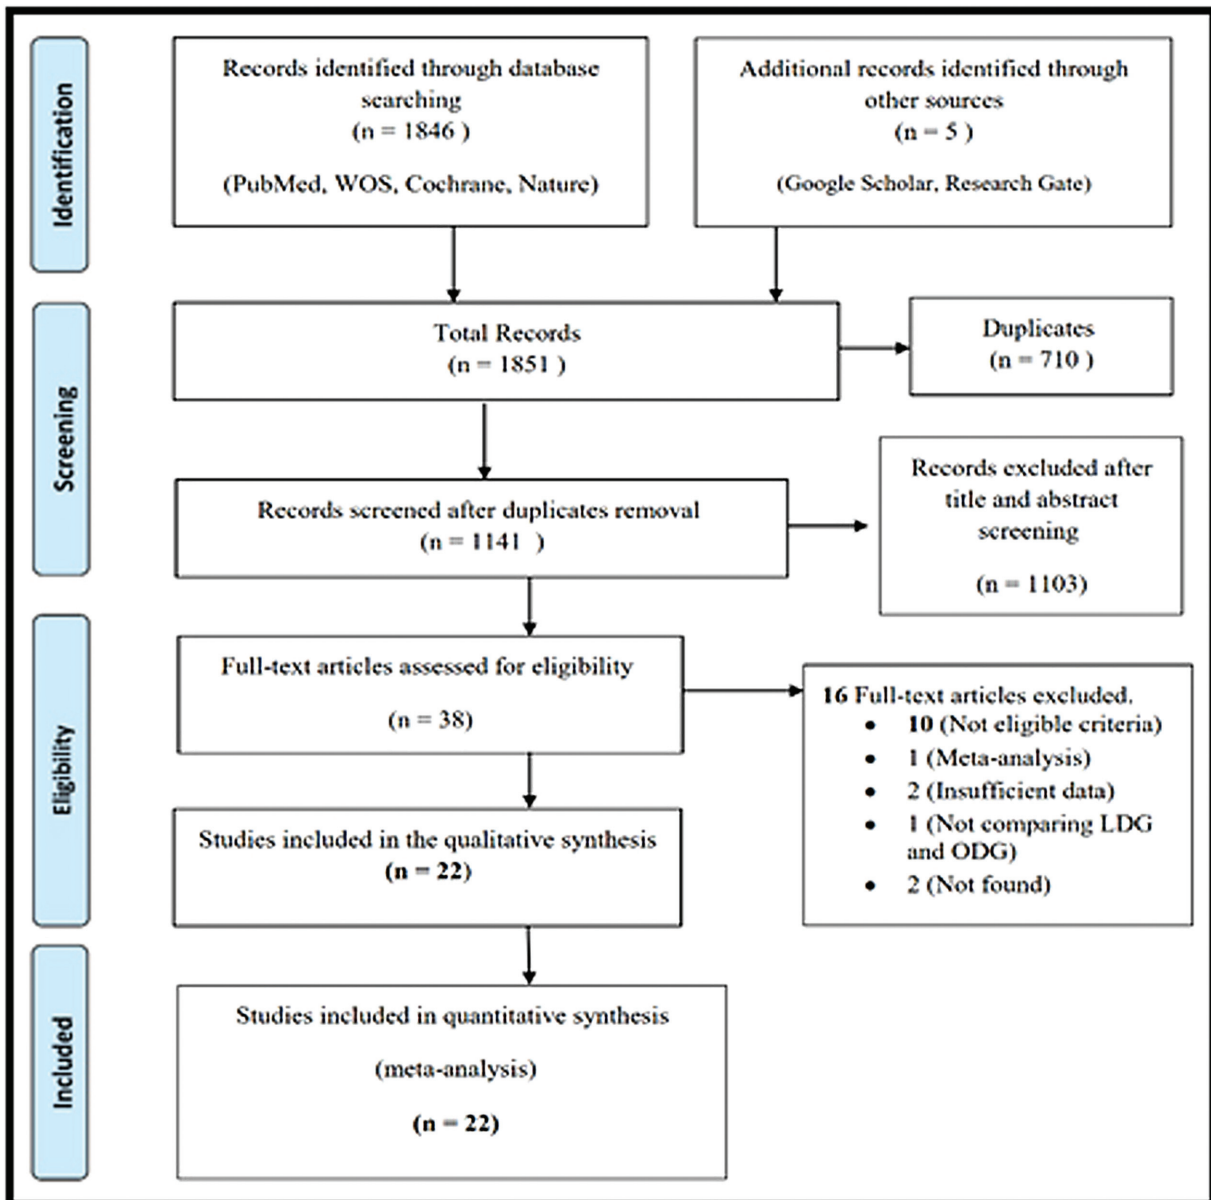 Identification
Records identified through database
searching
(n = 1846 )
(PubMed, WOS, Cochrane, Nature)
Additional records identified through
other sources
(n = 5 )
(Google Scholar, Research Gate)
Screening
Total Records
(n = 1851 )
Duplicates
(n = 710 )
Records screened after duplicates removal
(n = 1141 )
Records excluded after
title and abstract
screening
(n = 1103)
Eligibility
Full-text articles assessed for eligibility
(n = 38)
16 Full-text articles excluded.
• 10 (Not eligible criteria)
• 1 (Meta-analysis)
• 2 (Insufficient data)
• 1 (Not comparing LDG
and ODG)
• 2 (Not found)
Studies included in the qualitative synthesis
(n = 22)
Included
Studies included in quantitative synthesis
(meta-analysis)
(n = 22)